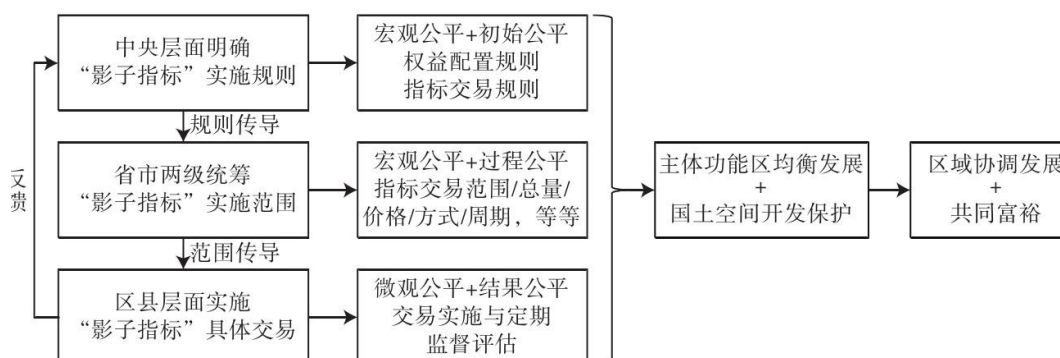 中央层面明确
“影子指标”实施规则
宏观公平+初始公平
权益配置规则
指标交易规则
规则传导
省市两级统筹
“影子指标”实施范围
宏观公平+过程公平
指标交易范围/总量/
价格/方式/周期，等等
范围传导
区县层面实施
“影子指标”具体交易
微观公平+结果公平
交易实施与定期
监督评估
反馈
主体功能区均衡发展
+
国土空间开发保护
区域协调发展
+
共同富裕